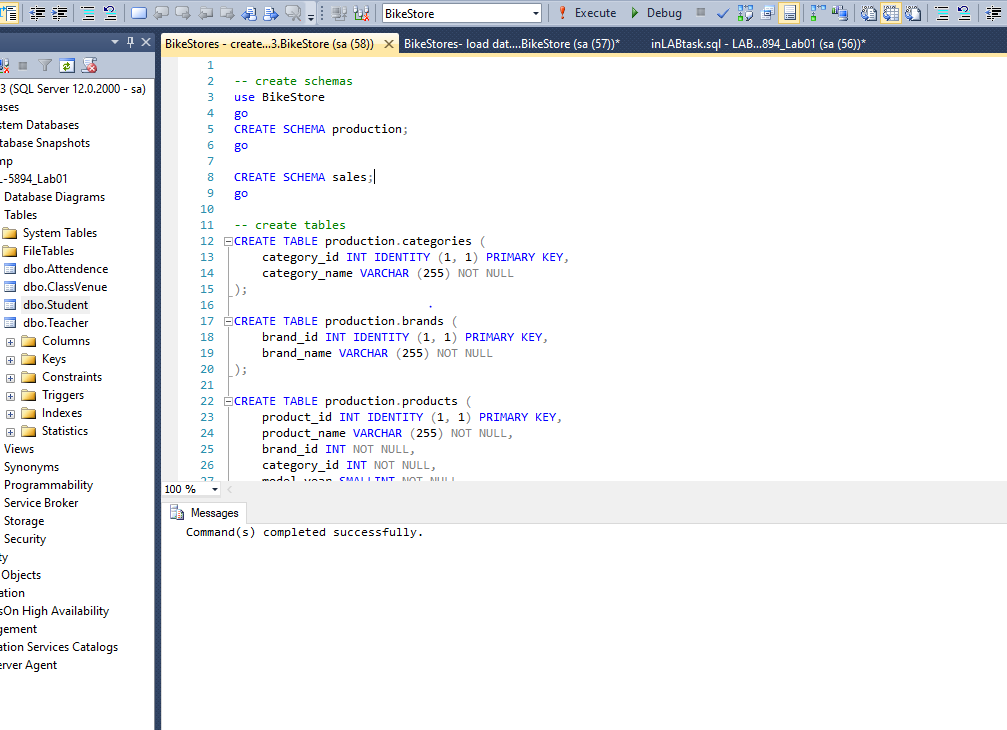 BikeStore
Execute
Debug
BikeStores - create...3.BikeStore (sa (58))
BikeStores- load dat....BikeStore (sa (57))*
inLABtask.sql - LAB...894_Lab01 (sa (56))*
3 (SQL Server 12.0.2000 - sa)
ases
stem Databases
tabase Snapshots
mp
L-5894_Lab01
Database Diagrams
Tables
System Tables
FileTables
dbo.Attendence
dbo.ClassVenue
dbo.Student
dbo.Teacher
Columns
Keys
Constraints
Triggers
Indexes
Statistics
Views
Synonyms
Programmability
Service Broker
Storage
Security
ty
Objects
ation
sOn High Availability
gement
ation Services Catalogs
erver Agent
1
2 -- create schemas
3 use BikeStore
4 go
5 CREATE SCHEMA production;
6 go
7
8 CREATE SCHEMA sales;
9 go
10
11 -- create tables
12 CREATE TABLE production.categories (
13 category_id INT IDENTITY (1, 1) PRIMARY KEY,
14 category_name VARCHAR (255) NOT NULL
15 );
16
17 CREATE TABLE production.brands (
18 brand_id INT IDENTITY (1, 1) PRIMARY KEY,
19 brand_name VARCHAR (255) NOT NULL
20 );
21
22 CREATE TABLE production.products (
23 product_id INT IDENTITY (1, 1) PRIMARY KEY,
24 product_name VARCHAR (255) NOT NULL,
25 brand_id INT NOT NULL,
26 category_id INT NOT NULL,
27 model_year SMALLINT NOT NULL
100 %
Messages
Command(s) completed successfully.